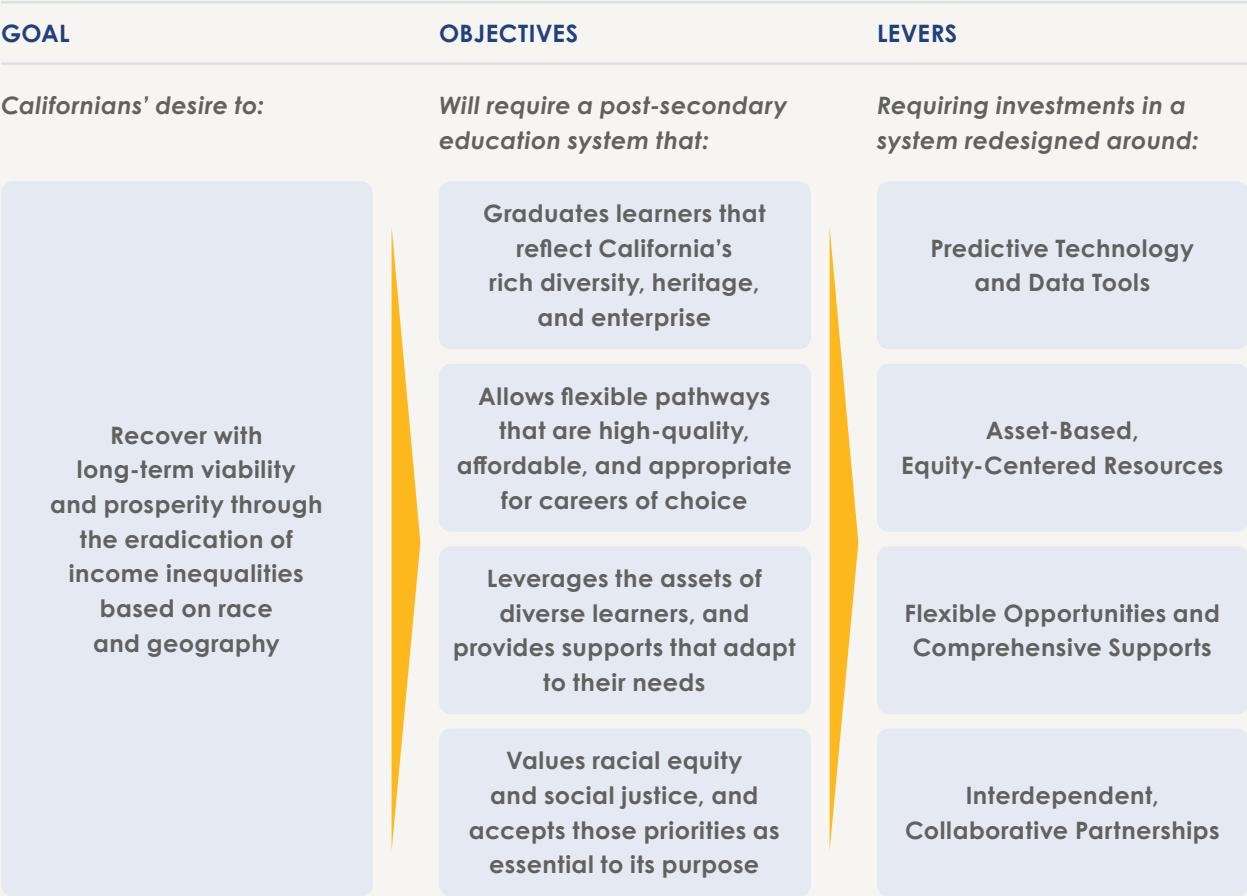 GOAL
Californians’ desire to:
Recover with
long-term viability
and prosperity through
the eradication of
income inequalities
based on race
and geography
OBJECTIVES
Will require a post-secondary
education system that:
Graduates learners that
reflect California’s
rich diversity, heritage,
and enterprise
Allows flexible pathways
that are high-quality,
affordable, and appropriate
for careers of choice
Leverages the assets of
diverse learners, and
provides supports that adapt
to their needs
Values racial equity
and social justice, and
accepts those priorities as
essential to its purpose
LEVERS
Requiring investments in a
system redesigned around:
Predictive Technology
and Data Tools
Asset-Based,
Equity-Centered Resources
Flexible Opportunities and
Comprehensive Supports
Interdependent,
Collaborative Partnerships